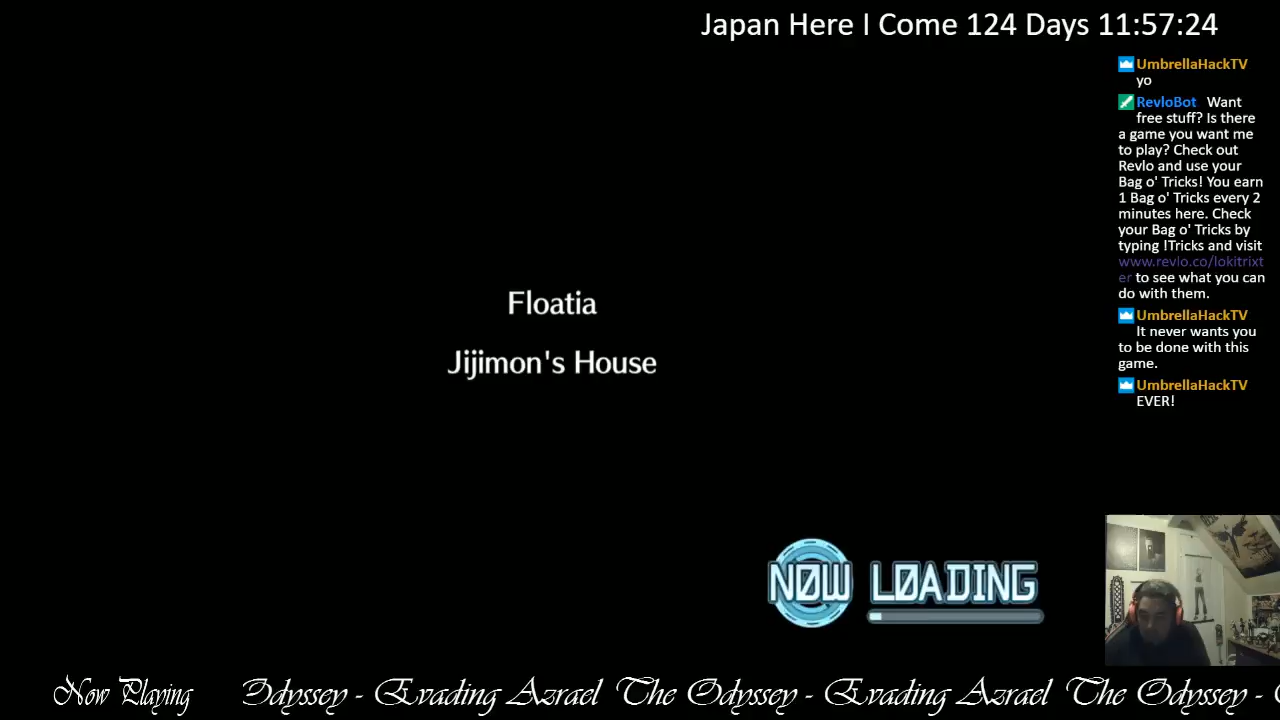 Japan Here I Come 124 Days 11:57:24
UmbrellaHackTV
yo
RevloBot Want
free stuff? Is there
a game you want me
to play? Check out
Revlo and use your
Bag o' Tricks! You earn
1 Bag o' Tricks every 2
minutes here. Check
your Bag o' Tricks by
typing !Tricks and visit
www.revlo.co/lokitrixt
er to see what you can
do with them.
UmbrellaHackTV
It never wants you
to be done with this
game.
UmbrellaHackTV
EVER!
Floatia
Jijimon's House
NOW LOADING
Now Playing Odyssey - Evading Azrael The Odyssey - Evading Azrael The Odyssey -